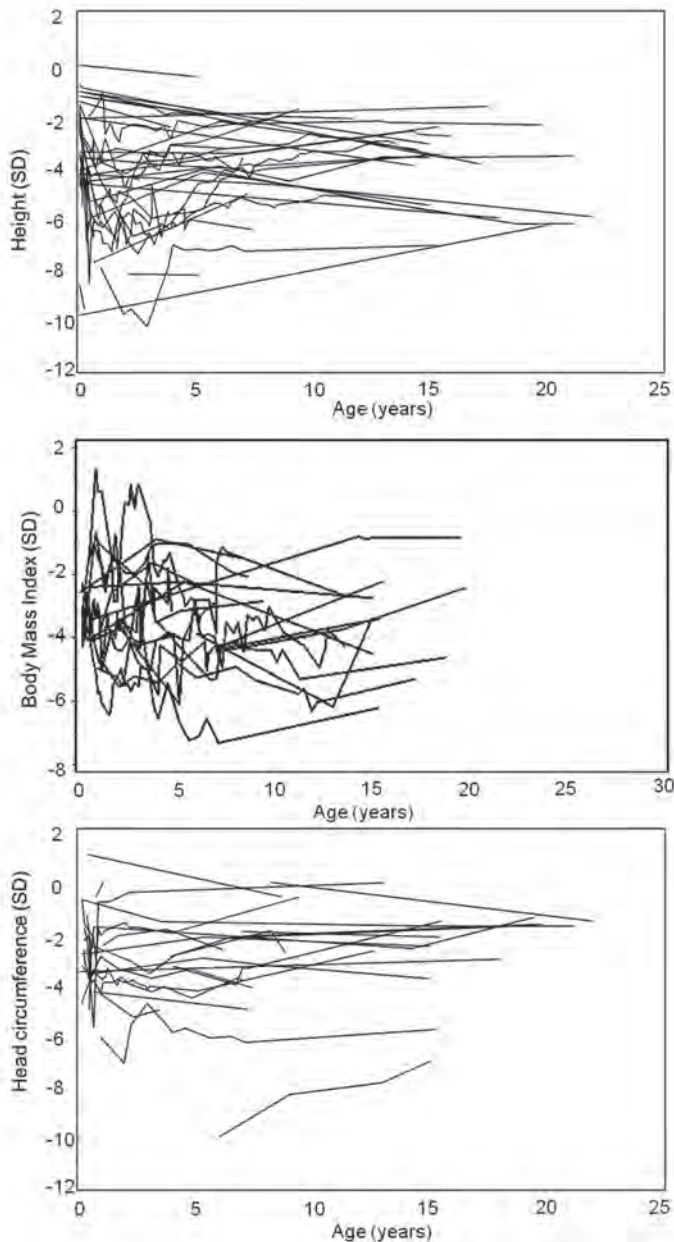 2
0
-2
-4
-6
-8
-10
-12
Height (SD)
0 5 10 15 20 25
Age (years)
2
0
-2
-4
-6
-8
Body Mass Index (SD)
0 5 10 15 20 25 30
Age (years)
2
0
-2
-4
-6
-8
-10
-12
Head circumference (SD)
0 5 10 15 20 25
Age (years)